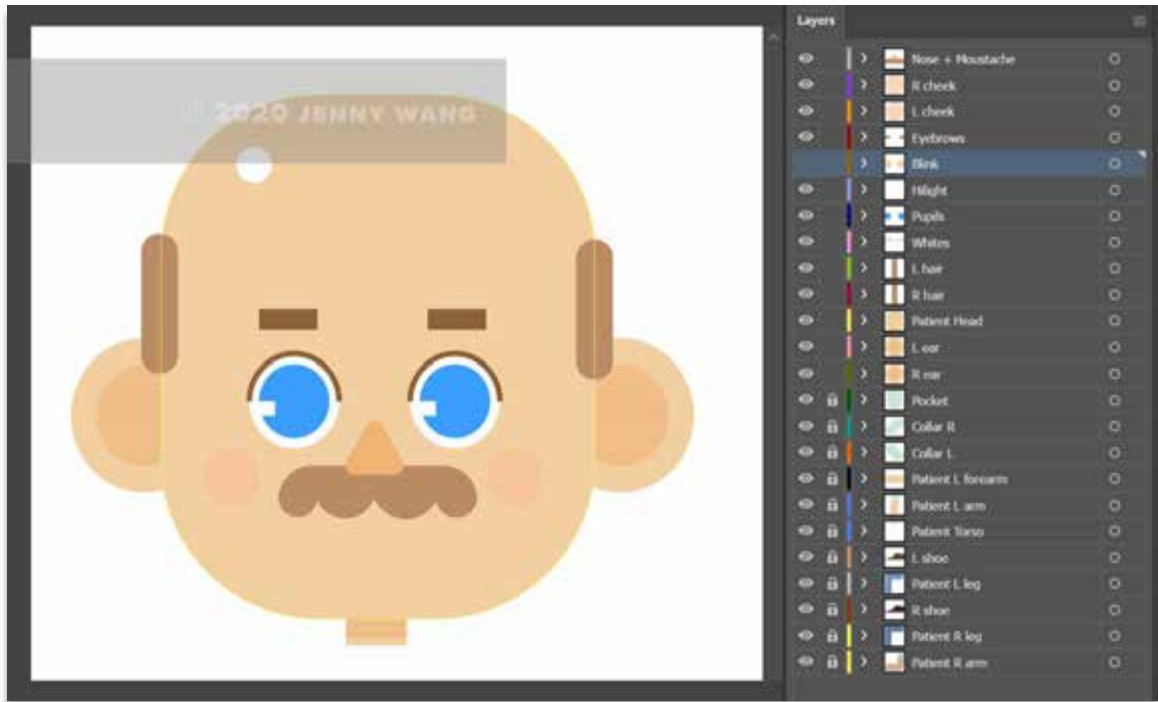 © 2020 JENNY WANG
Layers
Nose + Moustache
R cheek
L cheek
Eyebrows
Blink
Hilight
Pupils
Whites
L hair
R hair
Patient Head
L ear
R ear
Pocket
Collar R
Collar L
Patient L forearm
Patient L arm
Patient Torso
L shoe
Patient L leg
R shoe
Patient R leg
Patient R arm